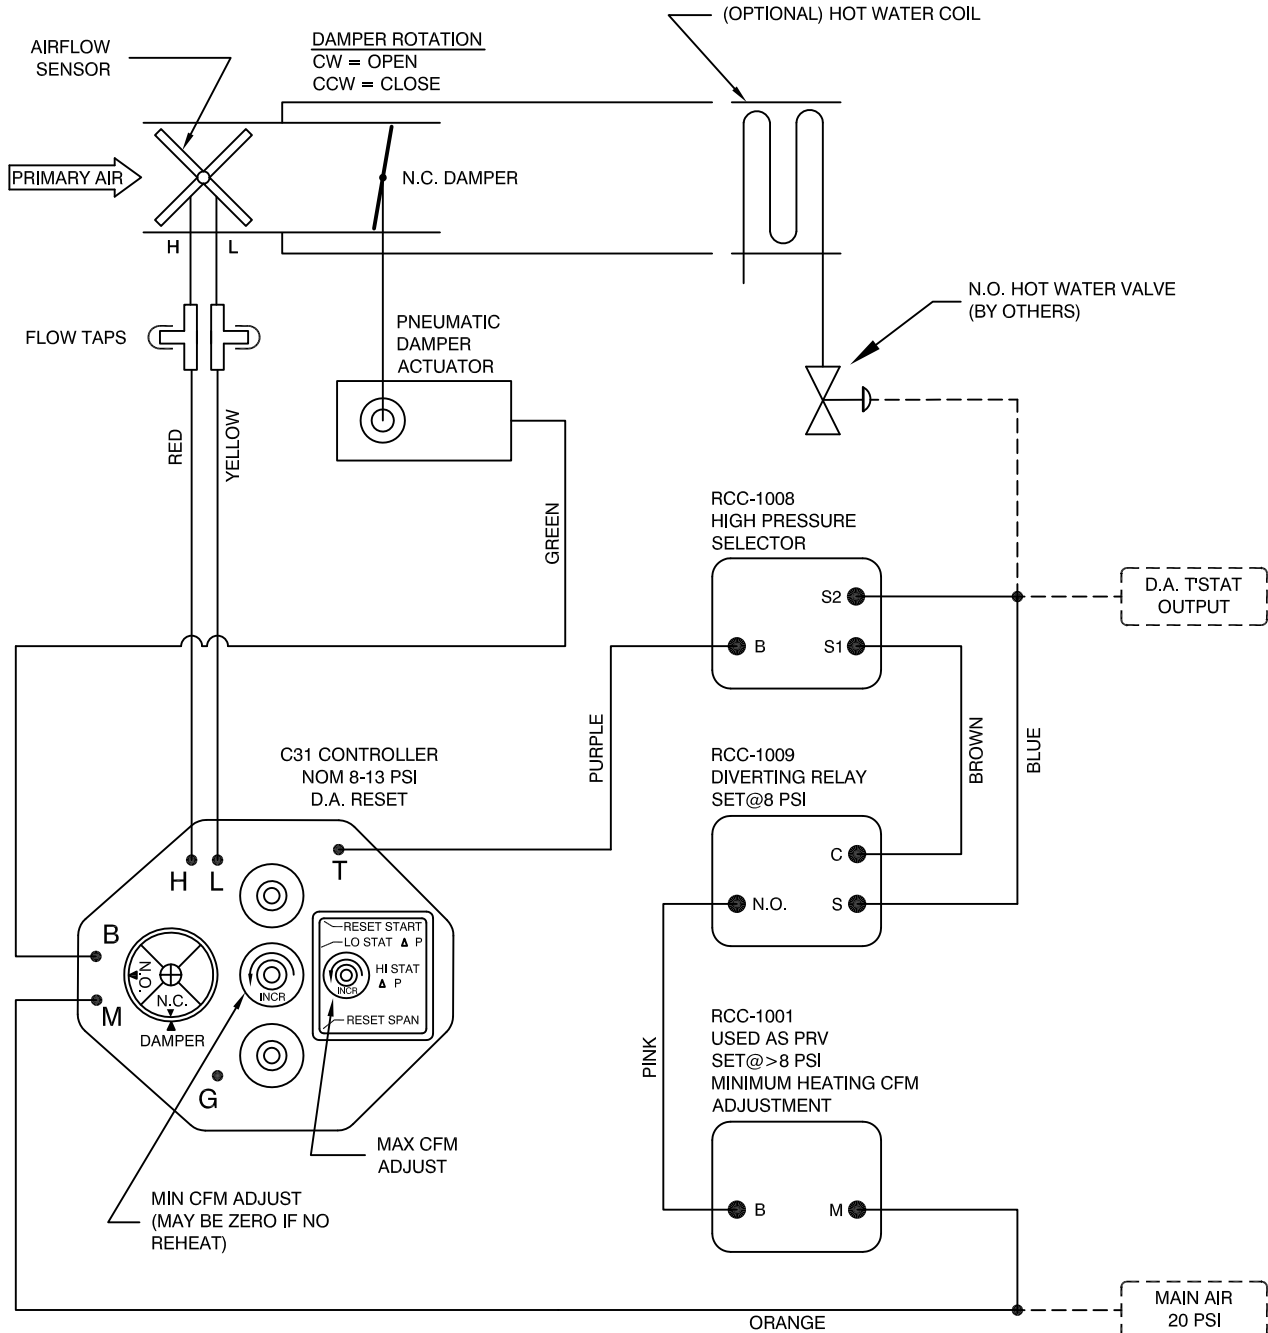 (OPTIONAL) HOT WATER COIL
AIRFLOW
SENSOR
DAMPER ROTATION
CW = OPEN
CCW = CLOSE
PRIMARY AIR
N.C. DAMPER
H
L
N.O. HOT WATER VALVE
(BY OTHERS)
FLOW TAPS
PNEUMATIC
DAMPER
ACTUATOR
RED
YELLOW
GREEN
RCC-1008
HIGH PRESSURE
SELECTOR
S2
B
S1
D.A. T'STAT
OUTPUT
PURPLE
BROWN
BLUE
C31 CONTROLLER
NOM 8-13 PSI
D.A. RESET
RCC-1009
DIVERTING RELAY
SET@8 PSI
C
N.O.
S
H
L
T
B
M
G
N.O.
N.C.
DAMPER
INCR
RESET START
LO STAT Δ P
HI STAT
Δ P
INCR
RESET SPAN
PINK
RCC-1001
USED AS PRV
SET@>8 PSI
MINIMUM HEATING CFM
ADJUSTMENT
B
M
MAX CFM
ADJUST
MIN CFM ADJUST
(MAY BE ZERO IF NO
REHEAT)
ORANGE
MAIN AIR
20 PSI